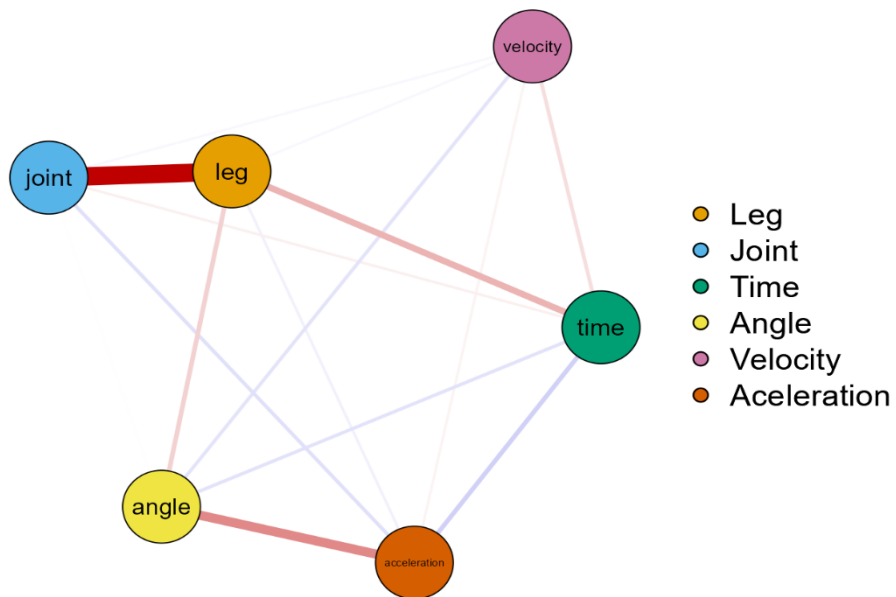 velocity
leg
joint
time
angle
acceleration
Leg
Joint
Time
Angle
Velocity
Aceleration